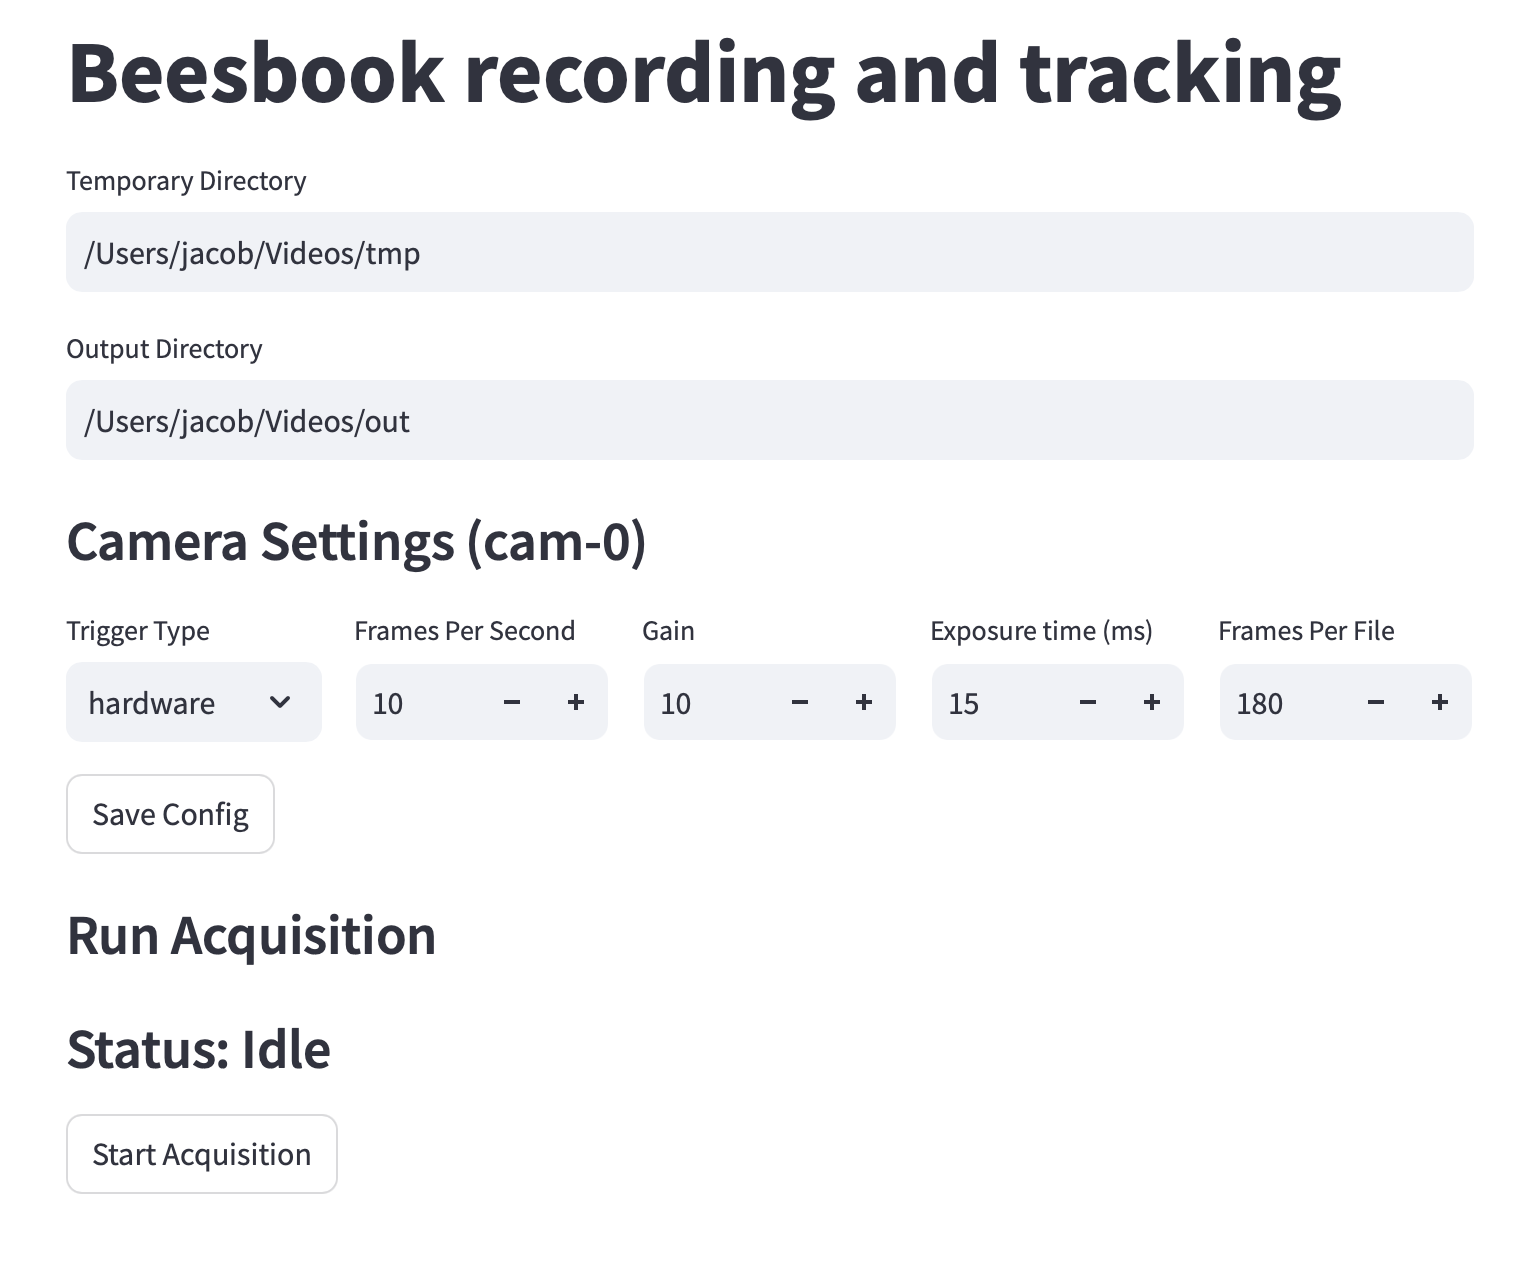 Beesbook recording and tracking
Temporary Directory
/Users/jacob/Videos/tmp
Output Directory
/Users/jacob/Videos/out
Camera Settings (cam-0)
Trigger Type Frames Per Second Gain Exposure time (ms) Frames Per File
hardware 10 − + 10 − + 15 − + 180 − +
Save Config
Run Acquisition
Status: Idle
Start Acquisition